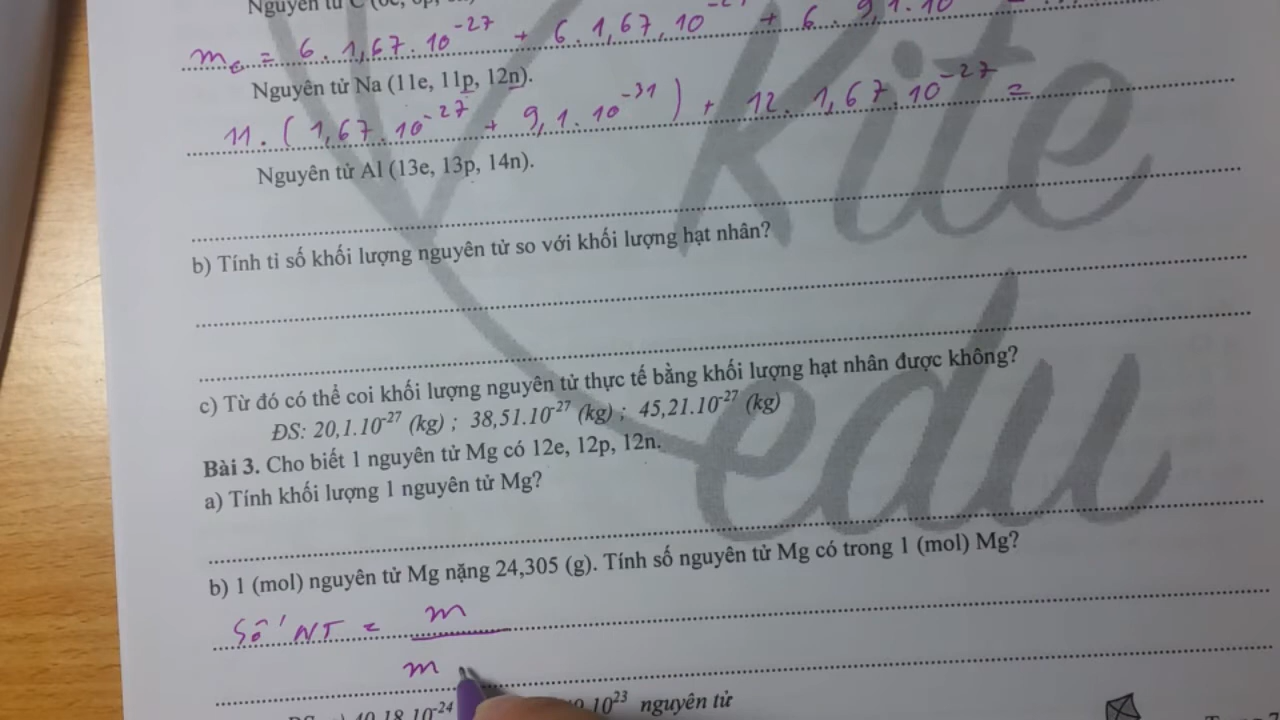 Nguyên tử C
m_C = 6.1,67.10^-27 + 6.1,67.10 + 6.9,1.10
Nguyên tử Na (11e, 11p, 12n).
11.(1,67.10^-27 + 9,1.10^-31) + 12.1,67.10^-27 =
Nguyên tử Al (13e, 13p, 14n).
b) Tính tỉ số khối lượng nguyên tử so với khối lượng hạt nhân?
c) Từ đó có thể coi khối lượng nguyên tử thực tế bằng khối lượng hạt nhân được không?
ĐS: 20,1.10^-27 (kg) ; 38,51.10^-27 (kg) ; 45,21.10^-27 (kg)
Bài 3. Cho biết 1 nguyên tử Mg có 12e, 12p, 12n.
a) Tính khối lượng 1 nguyên tử Mg?
b) 1 (mol) nguyên tử Mg nặng 24,305 (g). Tính số nguyên tử Mg có trong 1 (mol) Mg?
Số NT = m
m
10^23 nguyên tử
Kite
edu